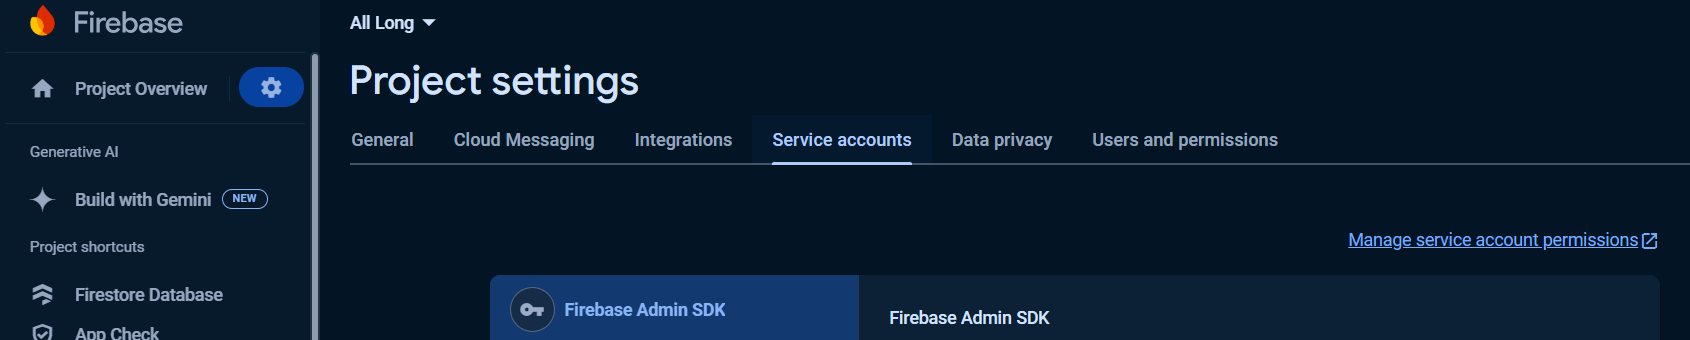 Firebase
All Long
Project Overview
Project settings
General Cloud Messaging Integrations Service accounts Data privacy Users and permissions
Generative AI
Build with Gemini NEW
Project shortcuts
Manage service account permissions
Firestore Database
Firebase Admin SDK
Firebase Admin SDK
App Check